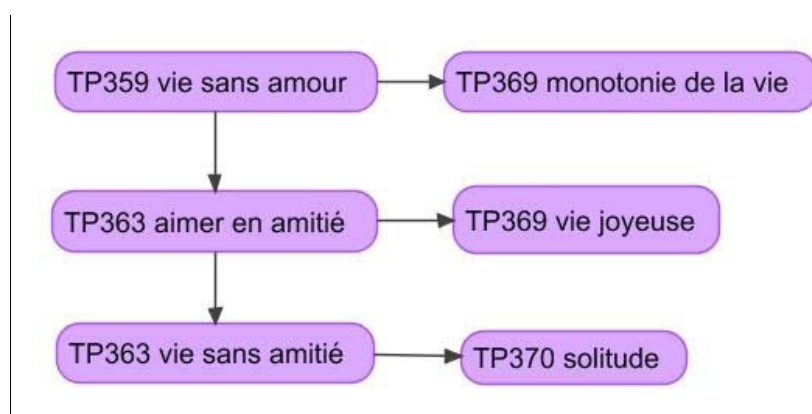 TP359 vie sans amour
TP369 monotonie de la vie
TP363 aimer en amitié
TP369 vie joyeuse
TP363 vie sans amitié
TP370 solitude